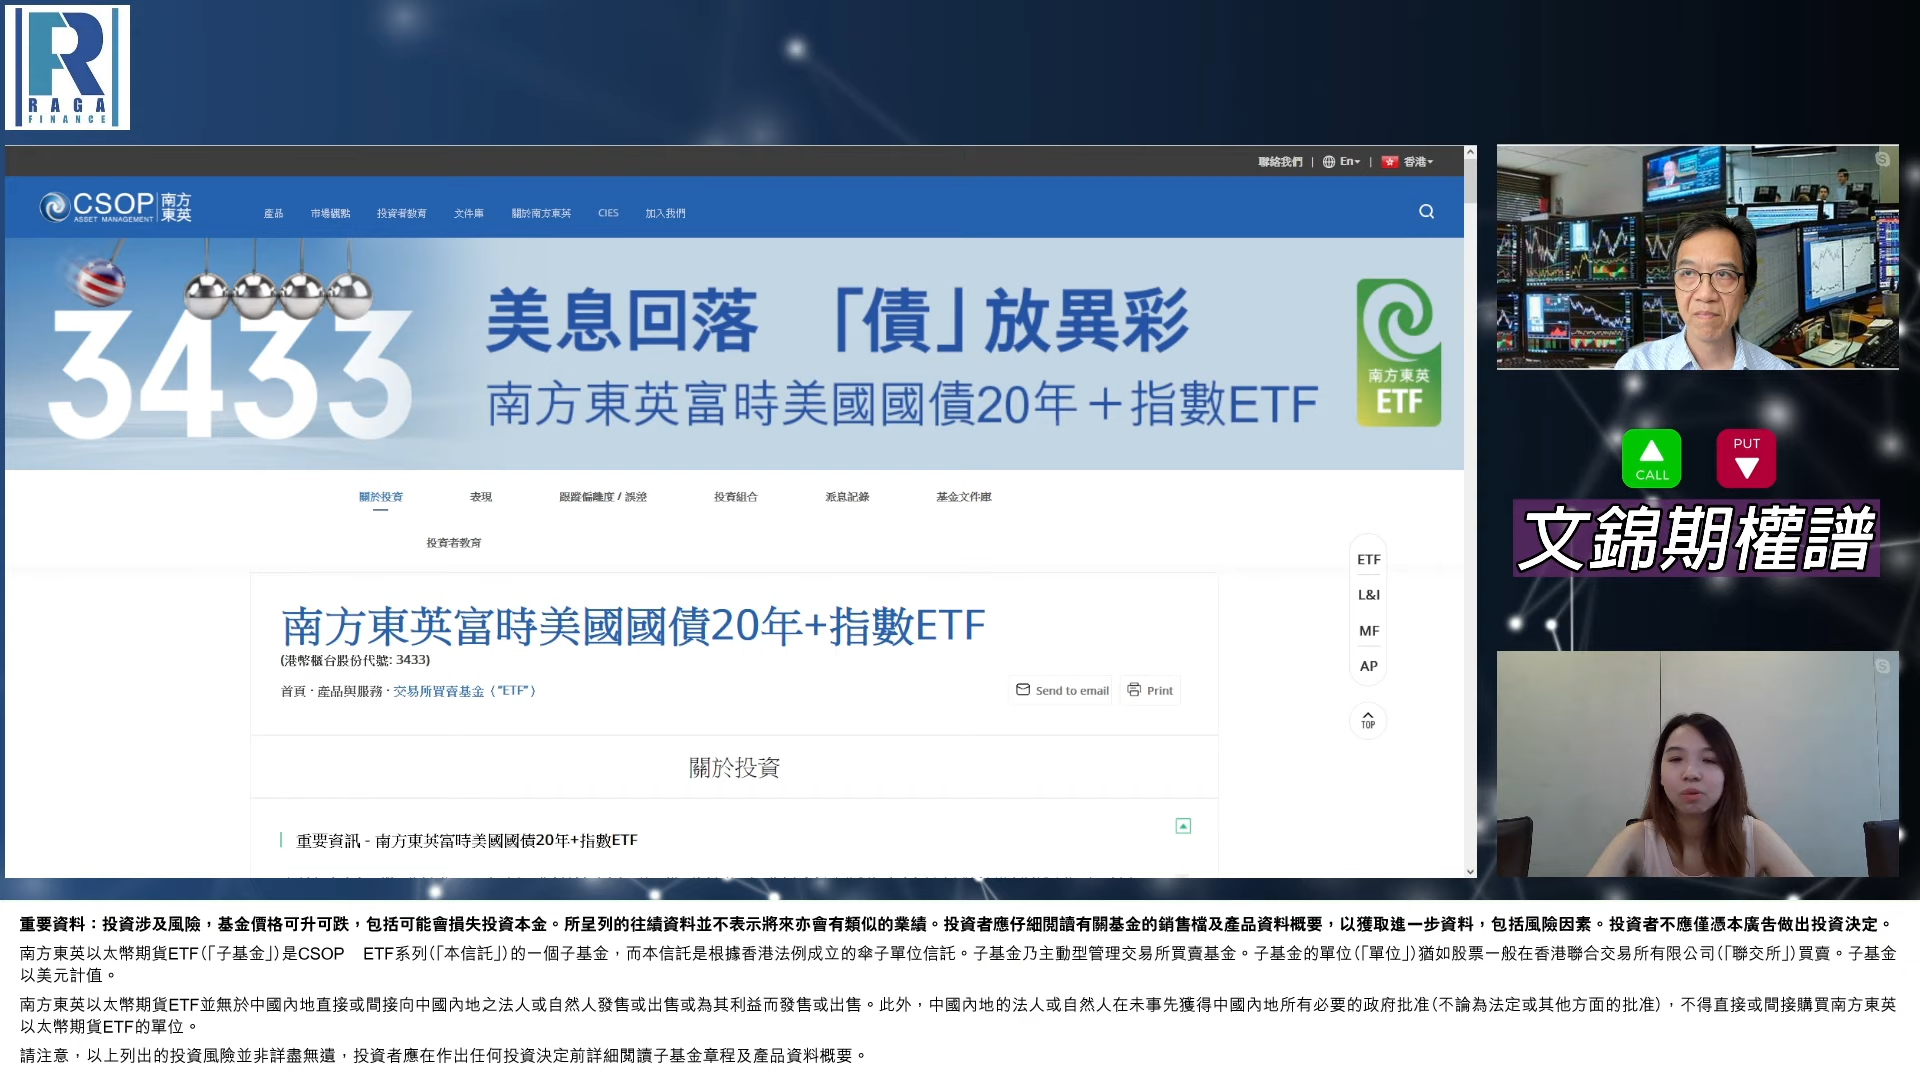 RAGA
FINANCE
聯絡我們 | En | 香港
CSOP 南方東英
ASSET MANAGEMENT
產品 市場觀點 投資者教育 文件庫 關於南方東英 CIES 加入我們
3433
美息回落 「債」放異彩
南方東英富時美國國債20年＋指數ETF
南方東英
ETF
關於投資 表現 跟蹤偏離度 / 誤差 投資組合 派息記錄 基金文件庫
投資者教育
ETF
L&I
MF
AP
TOP
南方東英富時美國國債20年+指數ETF
(港幣櫃台股份代號: 3433)
首頁 · 產品與服務 · 交易所買賣基金（"ETF"）
Send to email
Print
關於投資
重要資訊 - 南方東英富時美國國債20年+指數ETF
CALL
PUT
文錦期權譜
重要資料：投資涉及風險，基金價格可升可跌，包括可能會損失投資本金。所呈列的往績資料並不表示將來亦會有類似的業績。投資者應仔細閱讀有關基金的銷售檔及產品資料概要，以獲取進一步資料，包括風險因素。投資者不應僅憑本廣告做出投資決定。
南方東英以太幣期貨ETF(「子基金」)是CSOP ETF系列(「本信託」)的一個子基金，而本信託是根據香港法例成立的傘子單位信託。子基金乃主動型管理交易所買賣基金。子基金的單位(「單位」)猶如股票一般在香港聯合交易所有限公司(「聯交所」)買賣。子基金
以美元計值。
南方東英以太幣期貨ETF並無於中國內地直接或間接向中國內地之法人或自然人發售或出售或為其利益而發售或出售。此外，中國內地的法人或自然人在未事先獲得中國內地所有必要的政府批准(不論為法定或其他方面的批准)，不得直接或間接購買南方東英
以太幣期貨ETF的單位。
請注意，以上列出的投資風險並非詳盡無遺，投資者應在作出任何投資決定前詳細閱讀子基金章程及產品資料概要。